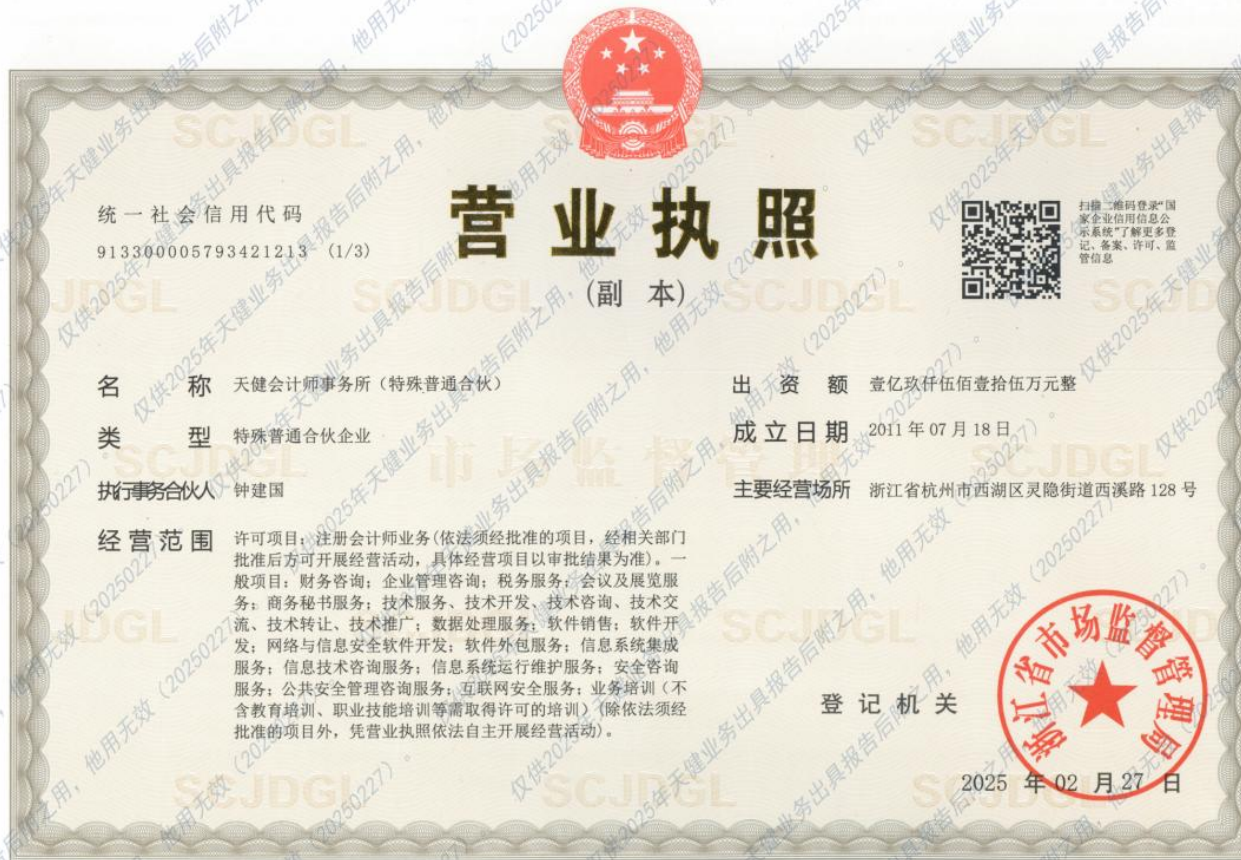 统一社会信用代码
913300005793421213 (1/3)
营业执照
(副 本)
扫描二维码登录“国
家企业信用信息公
示系统”了解更多登
记、备案、许可、监
管信息
名 称 天健会计师事务所（特殊普通合伙）
类 型 特殊普通合伙企业
执行事务合伙人 钟建国
经营范围 许可项目：注册会计师业务(依法须经批准的项目，经相关部门
批准后方可开展经营活动，具体经营项目以审批结果为准)。一
般项目：财务咨询；企业管理咨询；税务服务；会议及展览服
务；商务秘书服务；技术服务、技术开发、技术咨询、技术交
流、技术转让、技术推广；数据处理服务；软件销售；软件开
发；网络与信息安全软件开发；软件外包服务；信息系统集成
服务；信息技术咨询服务；信息系统运行维护服务；安全咨询
服务；公共安全管理咨询服务；互联网安全服务；业务培训（不
含教育培训、职业技能培训等需取得许可的培训）(除依法须经
批准的项目外，凭营业执照依法自主开展经营活动)。
出 资 额 壹亿玖仟伍佰壹拾伍万元整
成立日期 2011年07月18日
主要经营场所 浙江省杭州市西湖区灵隐街道西溪路128号
登记机关
浙江省市场监督管理局
2025 年 02 月 27 日
仅供2025年天健业务出具报告后附之用，他用无效（20250227）。
SCJDGL
市场监督管理